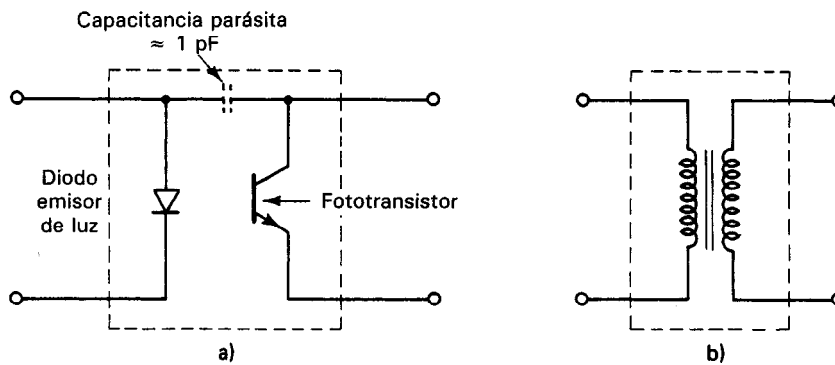 Capacitancia parásita
≈ 1 pF
Diodo
emisor
de luz
Fototransistor
a)
b)